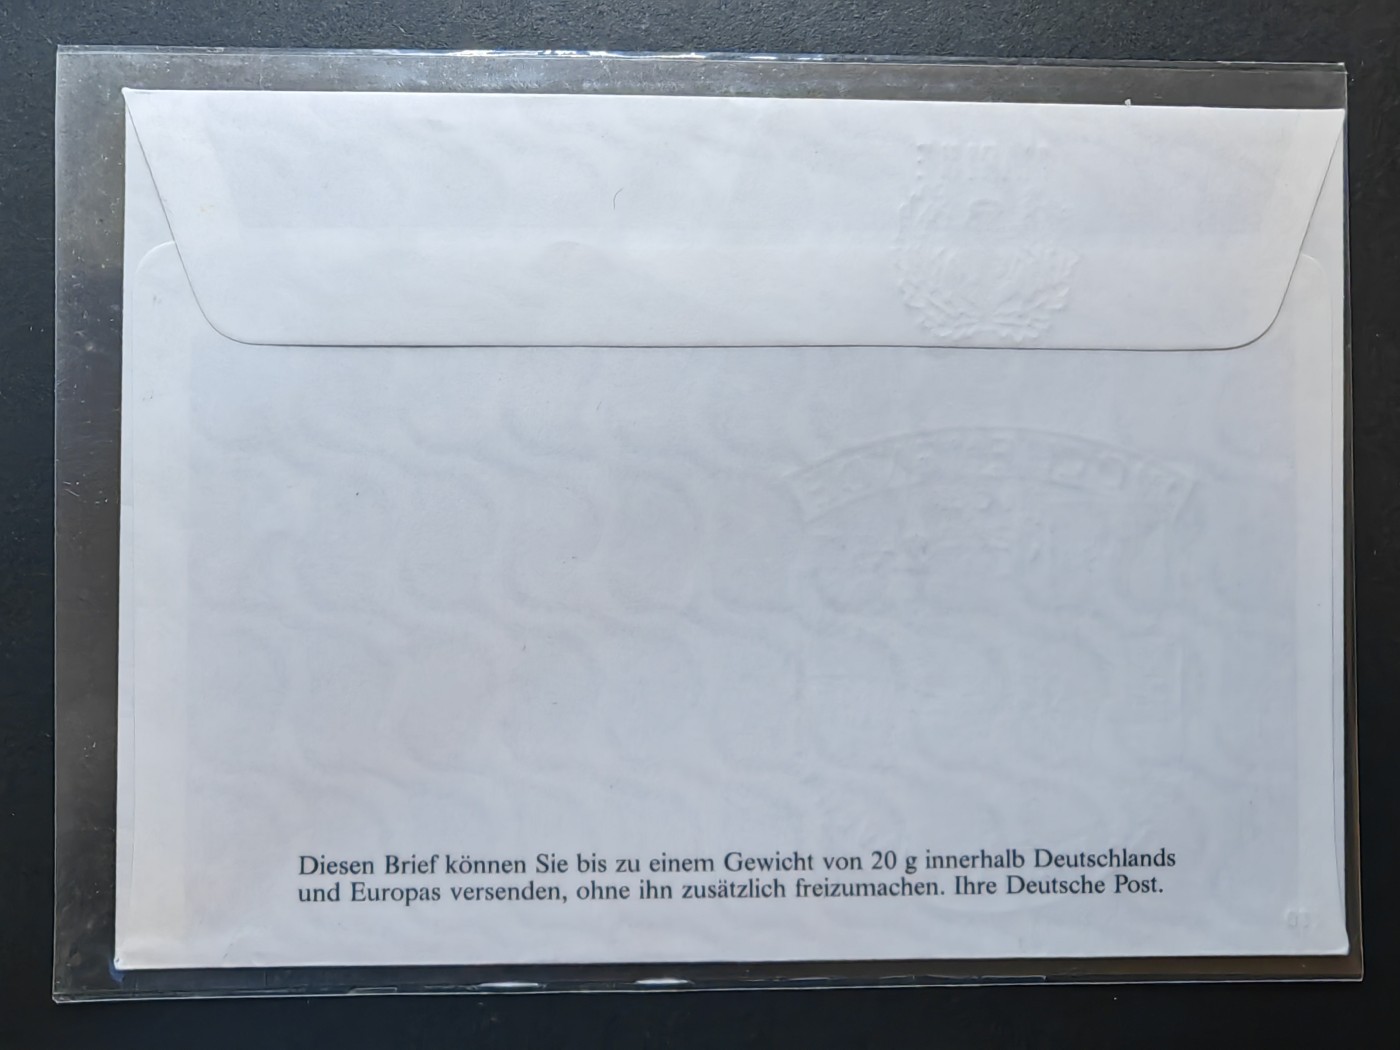 Diesen Brief können Sie bis zu einem Gewicht von 20 g innerhalb Deutschlands
und Europas versenden, ohne ihn zusätzlich freizumachen. Ihre Deutsche Post.